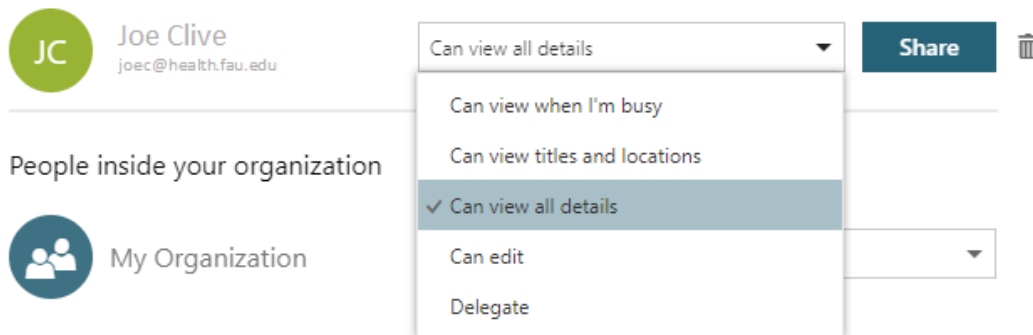 JC
Joe Clive
joec@health.fau.edu
Can view all details
Share
Can view when I'm busy
Can view titles and locations
Can view all details
Can edit
Delegate
People inside your organization
My Organization